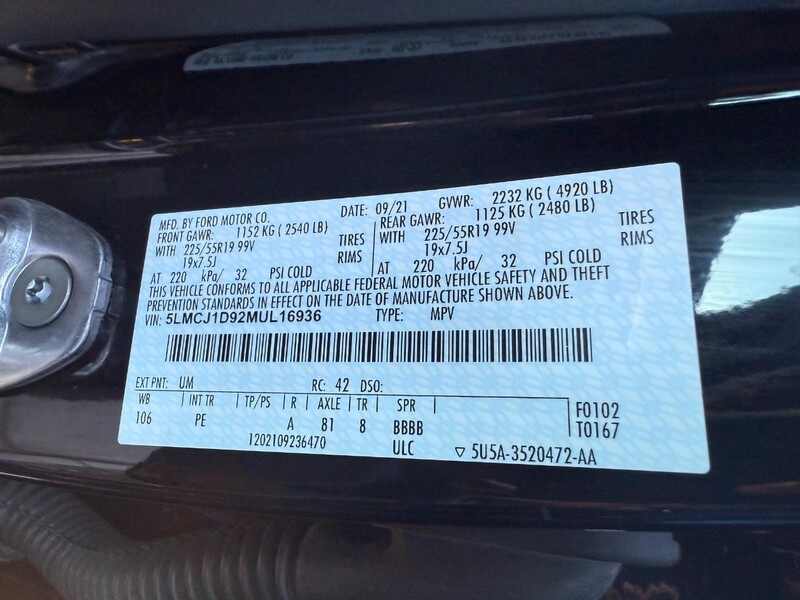 MFD. BY FORD MOTOR CO. DATE: 09/21 GVWR: 2232 KG ( 4920 LB)
FRONT GAWR: 1152 KG ( 2540 LB) REAR GAWR: 1125 KG ( 2480 LB)
WITH 225/55R19 99V TIRES WITH 225/55R19 99V TIRES
19x7.5J RIMS 19x7.5J RIMS
AT 220 kPa/ 32 PSI COLD AT 220 kPa/ 32 PSI COLD
THIS VEHICLE CONFORMS TO ALL APPLICABLE FEDERAL MOTOR VEHICLE SAFETY AND THEFT
PREVENTION STANDARDS IN EFFECT ON THE DATE OF MANUFACTURE SHOWN ABOVE.
VIN: 5LMCJ1D92MUL16936 TYPE: MPV
EXT PNT: UM RC: 42 DSO:
WB INT TR TP/PS R AXLE TR SPR
106 PE A 81 8 BBBB
F0102
T0167
1202109236470 ULC ▽ 5U5A-3520472-AA